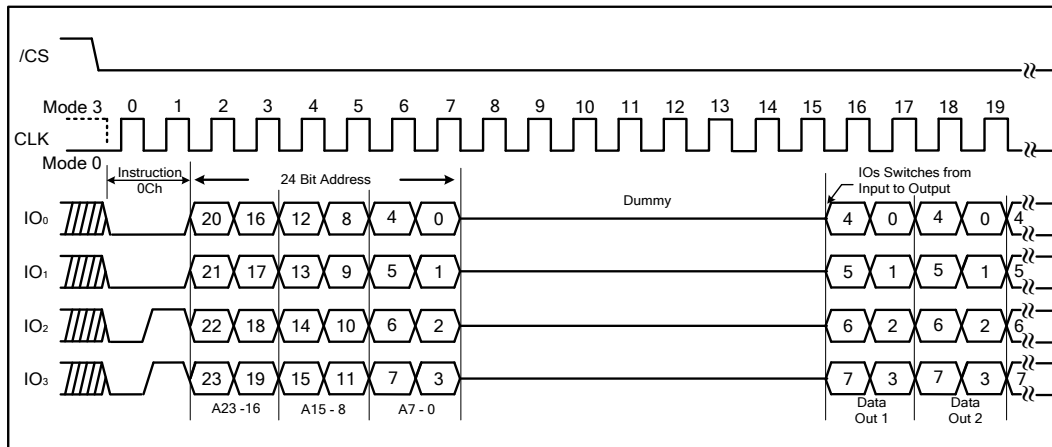 /CS
Mode 3 0 1 2 3 4 5 6 7 8 9 10 11 12 13 14 15 16 17 18 19
CLK
Mode 0
Instruction
0Ch
24 Bit Address
Dummy
IOs Switches from
Input to Output
IO₀ 20 16 12 8 4 0 4 0 4 0 4
IO₁ 21 17 13 9 5 1 5 1 5 1 5
IO₂ 22 18 14 10 6 2 6 2 6 2 6
IO₃ 23 19 15 11 7 3 7 3 7 3 7
A23 -16 A15 - 8 A7 - 0
Data
Out 1
Data
Out 2